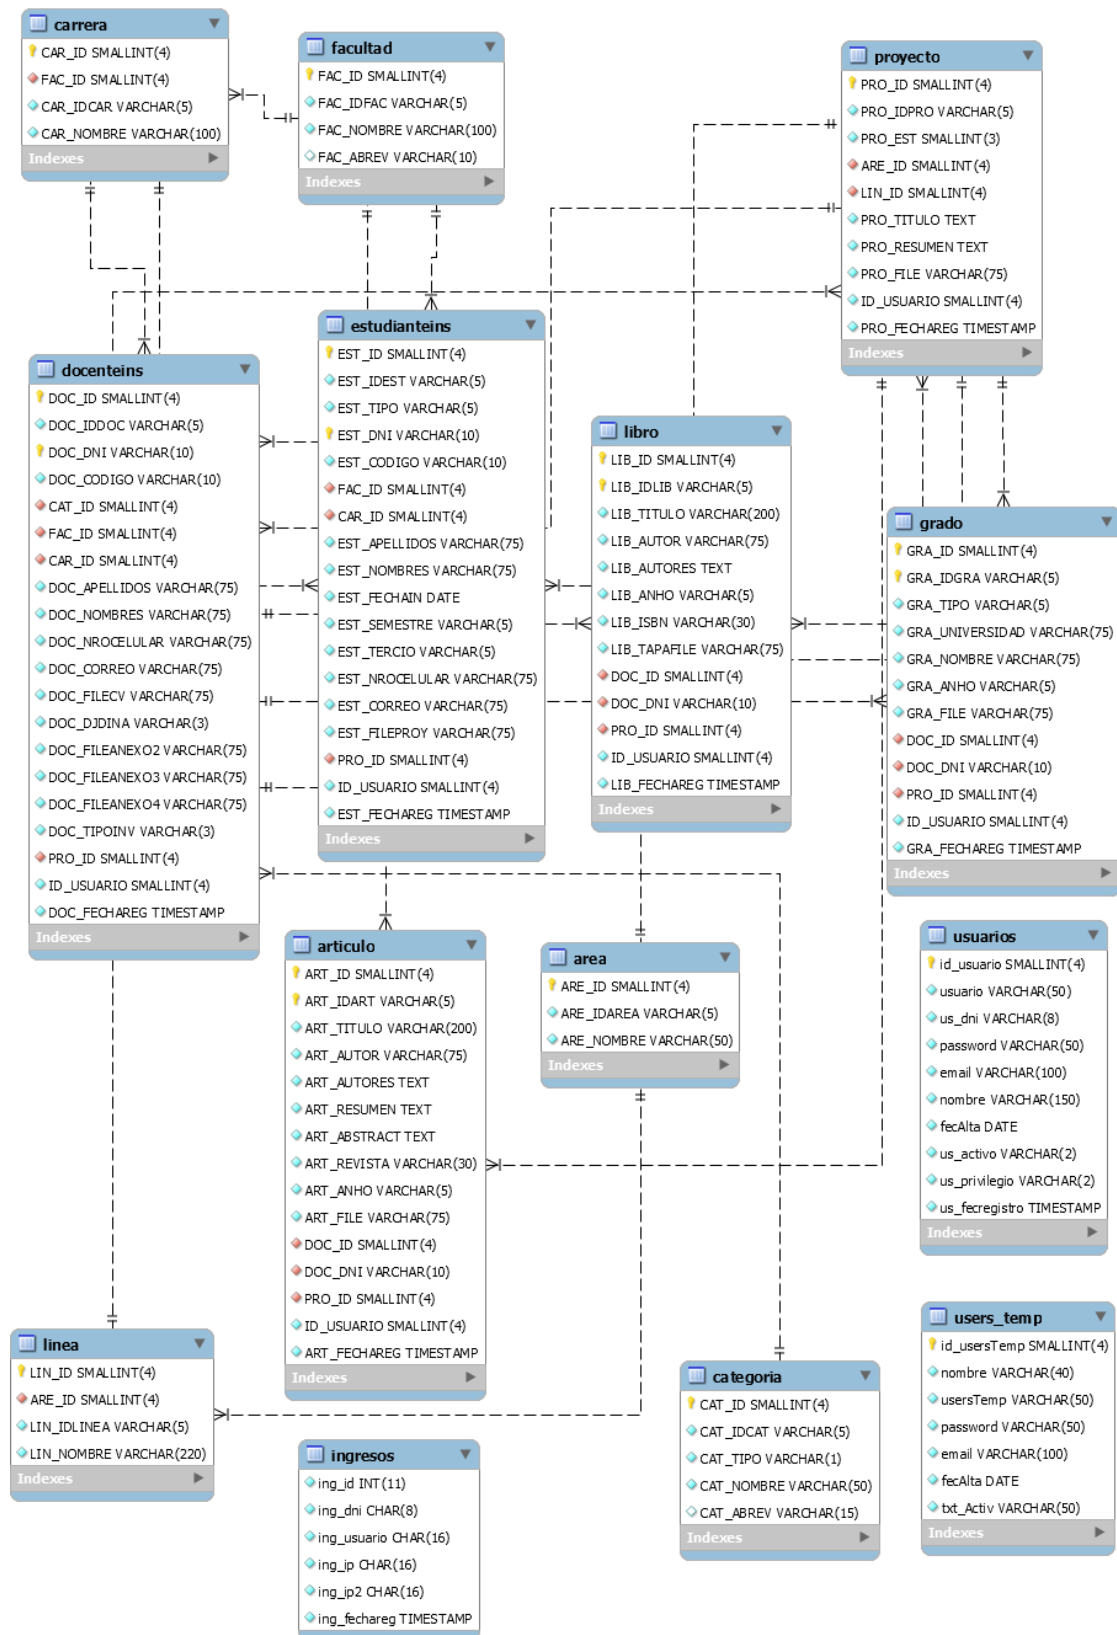 carrera
CAR_ID SMALLINT(4)
FAC_ID SMALLINT(4)
CAR_IDCAR VARCHAR(5)
CAR_NOMBRE VARCHAR(100)
Indexes
facultad
FAC_ID SMALLINT(4)
FAC_IDFAC VARCHAR(5)
FAC_NOMBRE VARCHAR(100)
FAC_ABREV VARCHAR(10)
Indexes
proyecto
PRO_ID SMALLINT(4)
PRO_IDPRO VARCHAR(5)
PRO_EST SMALLINT(3)
ARE_ID SMALLINT(4)
LIN_ID SMALLINT(4)
PRO_TITULO TEXT
PRO_RESUMEN TEXT
PRO_FILE VARCHAR(75)
ID_USUARIO SMALLINT(4)
PRO_FECHAREG TIMESTAMP
Indexes
docenteins
DOC_ID SMALLINT(4)
DOC_IDDOC VARCHAR(5)
DOC_DNI VARCHAR(10)
DOC_CODIGO VARCHAR(10)
CAT_ID SMALLINT(4)
FAC_ID SMALLINT(4)
CAR_ID SMALLINT(4)
DOC_APELLIDOS VARCHAR(75)
DOC_NOMBRES VARCHAR(75)
DOC_NROCELULAR VARCHAR(75)
DOC_CORREO VARCHAR(75)
DOC_FILECV VARCHAR(75)
DOC_DJDINA VARCHAR(3)
DOC_FILEANEXO2 VARCHAR(75)
DOC_FILEANEXO3 VARCHAR(75)
DOC_FILEANEXO4 VARCHAR(75)
DOC_TIPOINV VARCHAR(3)
PRO_ID SMALLINT(4)
ID_USUARIO SMALLINT(4)
DOC_FECHAREG TIMESTAMP
Indexes
estudianteins
EST_ID SMALLINT(4)
EST_IDEST VARCHAR(5)
EST_TIPO VARCHAR(5)
EST_DNI VARCHAR(10)
EST_CODIGO VARCHAR(10)
FAC_ID SMALLINT(4)
CAR_ID SMALLINT(4)
EST_APELLIDOS VARCHAR(75)
EST_NOMBRES VARCHAR(75)
EST_FECHAIN DATE
EST_SEMESTRE VARCHAR(5)
EST_TERCIO VARCHAR(5)
EST_NROCELULAR VARCHAR(75)
EST_CORREO VARCHAR(75)
EST_FILEPROY VARCHAR(75)
PRO_ID SMALLINT(4)
ID_USUARIO SMALLINT(4)
EST_FECHAREG TIMESTAMP
Indexes
libro
LIB_ID SMALLINT(4)
LIB_IDLIB VARCHAR(5)
LIB_TITULO VARCHAR(200)
LIB_AUTOR VARCHAR(75)
LIB_AUTORES TEXT
LIB_ANHO VARCHAR(5)
LIB_ISBN VARCHAR(30)
LIB_TAPAFILE VARCHAR(75)
DOC_ID SMALLINT(4)
DOC_DNI VARCHAR(10)
PRO_ID SMALLINT(4)
ID_USUARIO SMALLINT(4)
LIB_FECHAREG TIMESTAMP
Indexes
grado
GRA_ID SMALLINT(4)
GRA_IDGRA VARCHAR(5)
GRA_TIPO VARCHAR(5)
GRA_UNIVERSIDAD VARCHAR(75)
GRA_NOMBRE VARCHAR(75)
GRA_ANHO VARCHAR(5)
GRA_FILE VARCHAR(75)
DOC_ID SMALLINT(4)
DOC_DNI VARCHAR(10)
PRO_ID SMALLINT(4)
ID_USUARIO SMALLINT(4)
GRA_FECHAREG TIMESTAMP
Indexes
articulo
ART_ID SMALLINT(4)
ART_IDART VARCHAR(5)
ART_TITULO VARCHAR(200)
ART_AUTOR VARCHAR(75)
ART_AUTORES TEXT
ART_RESUMEN TEXT
ART_ABSTRACT TEXT
ART_REVISTA VARCHAR(30)
ART_ANHO VARCHAR(5)
ART_FILE VARCHAR(75)
DOC_ID SMALLINT(4)
DOC_DNI VARCHAR(10)
PRO_ID SMALLINT(4)
ID_USUARIO SMALLINT(4)
ART_FECHAREG TIMESTAMP
Indexes
area
ARE_ID SMALLINT(4)
ARE_IDAREA VARCHAR(5)
ARE_NOMBRE VARCHAR(50)
Indexes
usuarios
id_usuario SMALLINT(4)
usuario VARCHAR(50)
us_dni VARCHAR(8)
password VARCHAR(50)
email VARCHAR(100)
nombre VARCHAR(150)
fecAlta DATE
us_activo VARCHAR(2)
us_privilegio VARCHAR(2)
us_fecregistro TIMESTAMP
Indexes
linea
LIN_ID SMALLINT(4)
ARE_ID SMALLINT(4)
LIN_IDLINEA VARCHAR(5)
LIN_NOMBRE VARCHAR(220)
Indexes
categoria
CAT_ID SMALLINT(4)
CAT_IDCAT VARCHAR(5)
CAT_TIPO VARCHAR(1)
CAT_NOMBRE VARCHAR(50)
CAT_ABREV VARCHAR(15)
Indexes
users_temp
id_usersTemp SMALLINT(4)
nombre VARCHAR(40)
usersTemp VARCHAR(50)
password VARCHAR(50)
email VARCHAR(100)
fecAlta DATE
txt_Activ VARCHAR(50)
Indexes
ingresos
ing_id INT(11)
ing_dni CHAR(8)
ing_usuario CHAR(16)
ing_ip CHAR(16)
ing_ip2 CHAR(16)
ing_fechareg TIMESTAMP